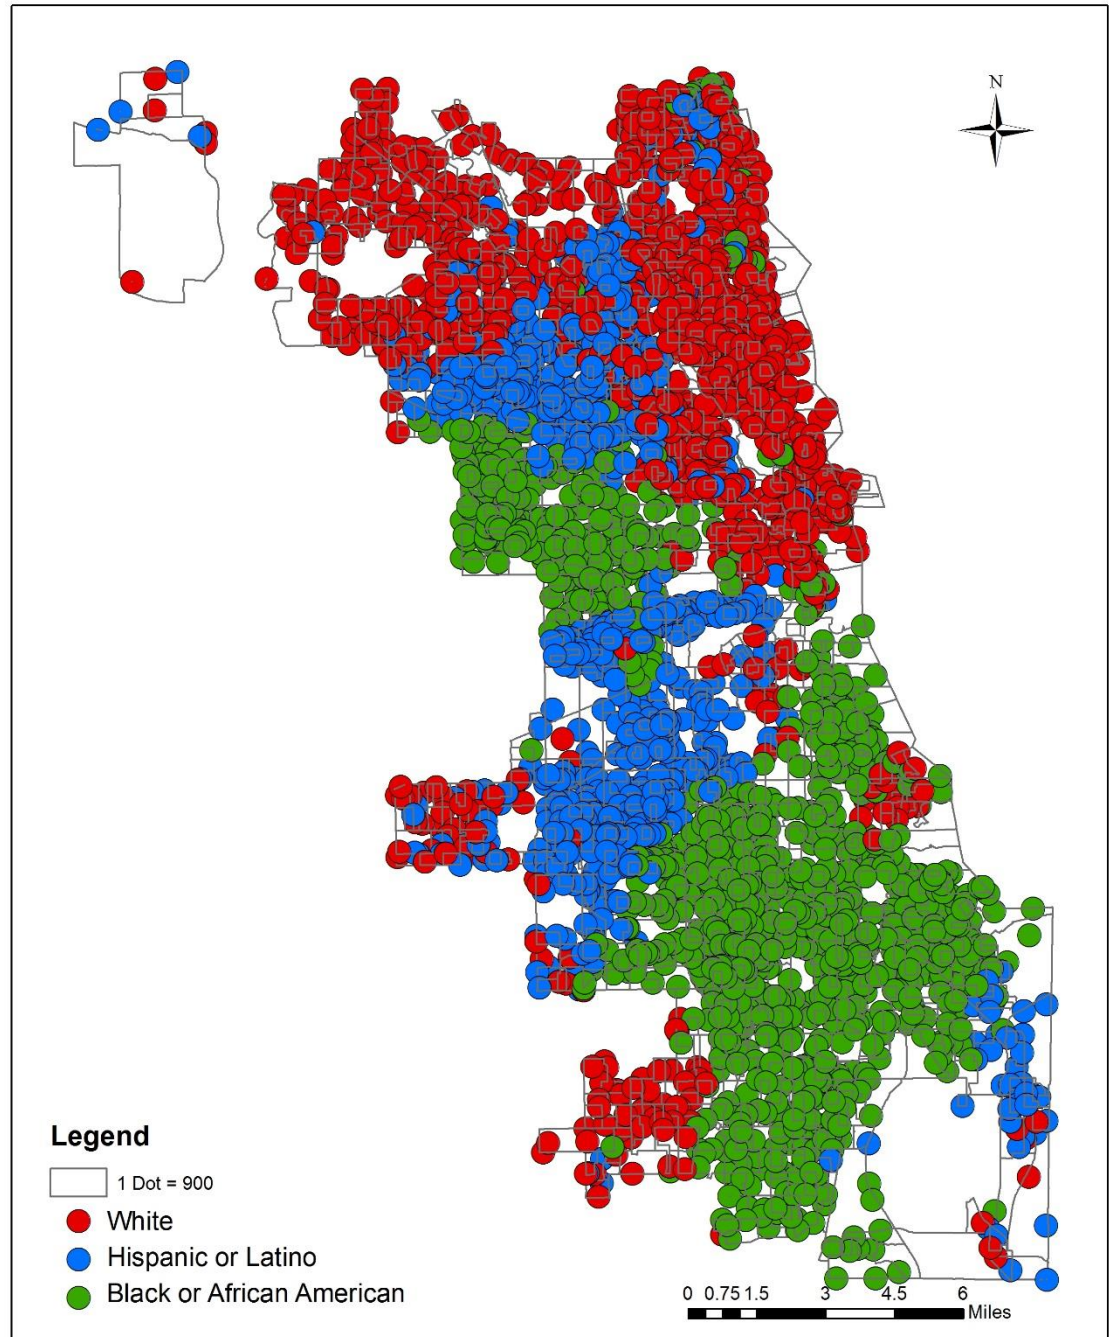 N
Legend
1 Dot = 900
White
Hispanic or Latino
Black or African American
0 0.75 1.5 3 4.5 6
Miles